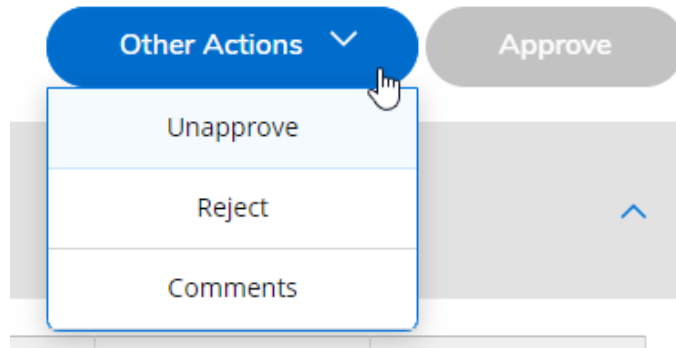 Other Actions
Approve
Unapprove
Reject
Comments